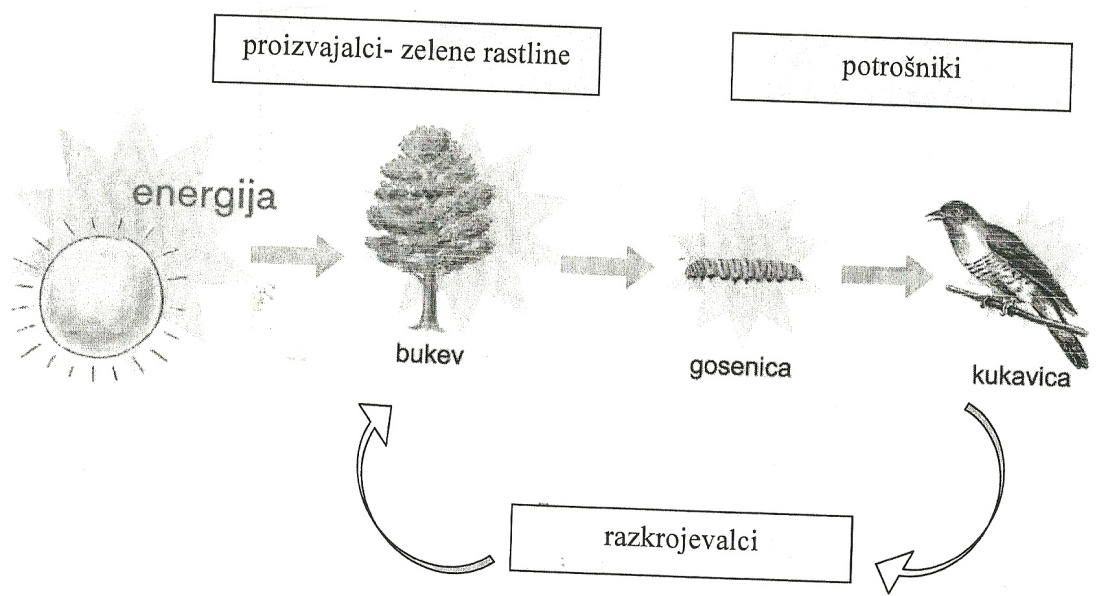 proizvajalci- zelene rastline
potrošniki
energija
bukev
gosenica
kukavica
razkrojevalci